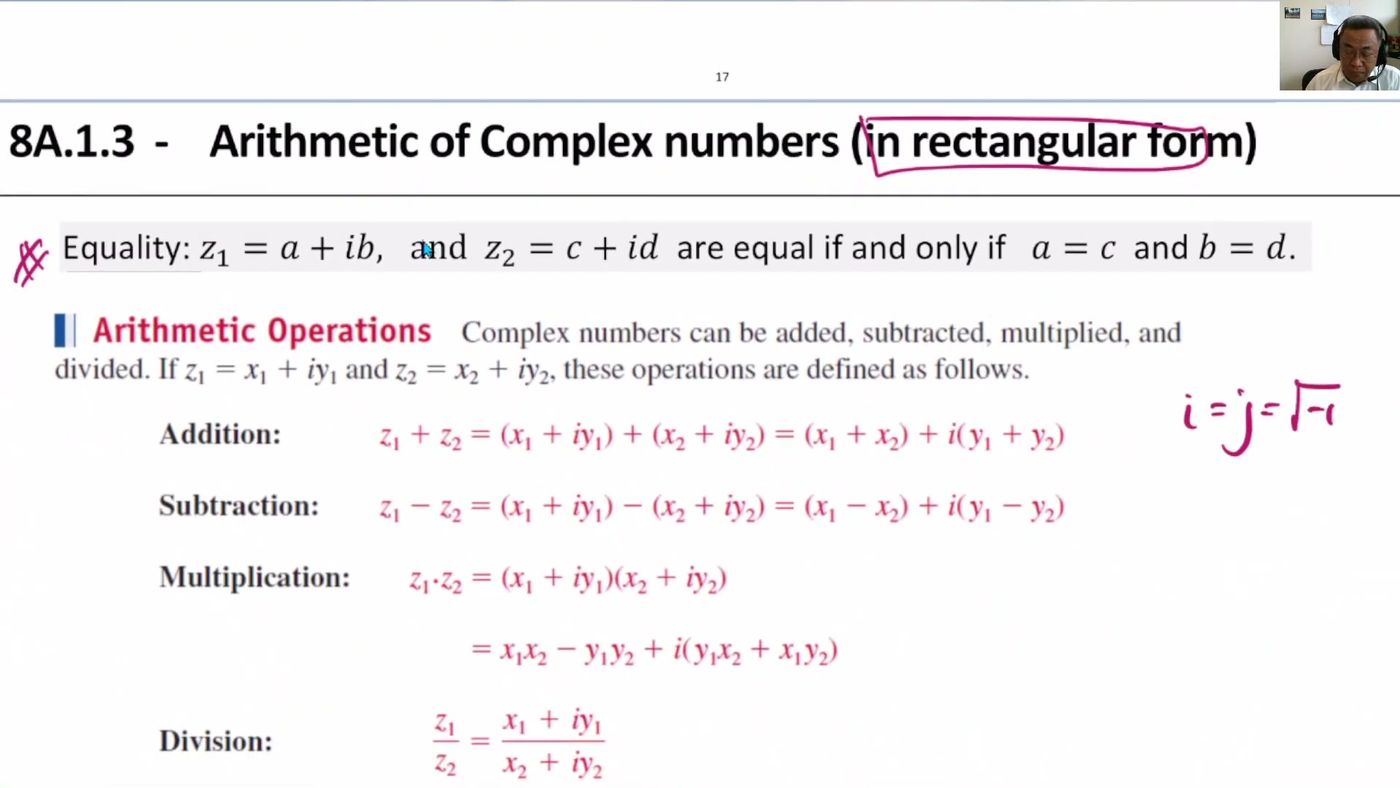 17
8A.1.3 - Arithmetic of Complex numbers (in rectangular form)
Equality: z₁ = a + ib, and z₂ = c + id are equal if and only if a = c and b = d.
Arithmetic Operations Complex numbers can be added, subtracted, multiplied, and
divided. If z₁ = x₁ + iy₁ and z₂ = x₂ + iy₂, these operations are defined as follows.
i = j = √-1
Addition: z₁ + z₂ = (x₁ + iy₁) + (x₂ + iy₂) = (x₁ + x₂) + i(y₁ + y₂)
Subtraction: z₁ − z₂ = (x₁ + iy₁) − (x₂ + iy₂) = (x₁ − x₂) + i(y₁ − y₂)
Multiplication: z₁·z₂ = (x₁ + iy₁)(x₂ + iy₂)
= x₁x₂ − y₁y₂ + i(y₁x₂ + x₁y₂)
Division: z₁/z₂ = (x₁ + iy₁)/(x₂ + iy₂)